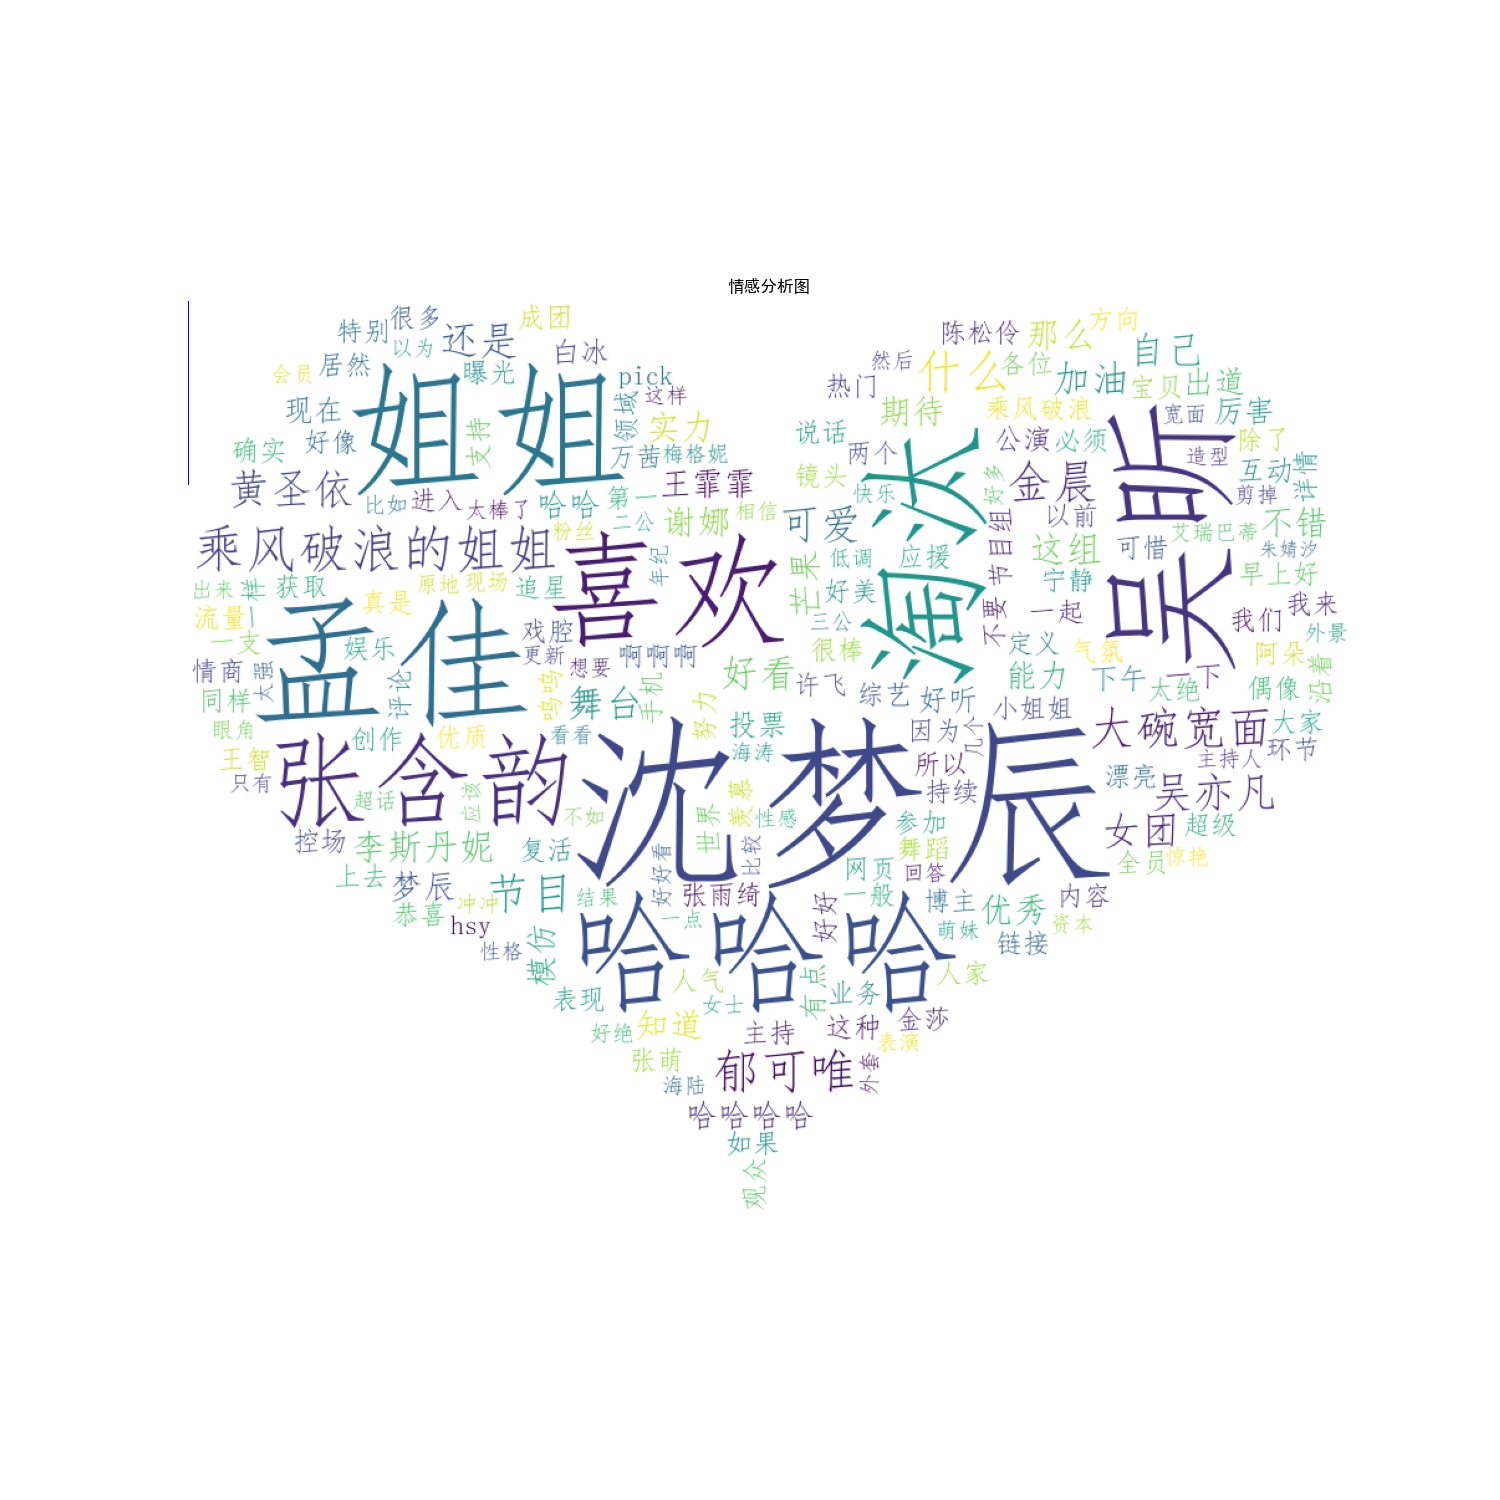 情感分析图
很多
成团
特别
还是
以为
白冰
陈松伶
那么
方向
居然
会员
曝光
pick
这样
热门
然后
什么
各位
加油
自己
宝贝
出道
现在
姐姐
支持
领域
实力
期待
乘风破浪
宽面
厉害
确实
好像
万茜
梅格妮
说话
两个
公演
必须
吴昕
造型
除了
黄圣依
比如
进入
太棒了
哈哈
第一
王霏霏
镜头
快乐
海沃
好多
金晨
互动
剪掉
详情
乘风破浪的姐姐
粉丝
二公
谢娜
相信
可爱
节目组
以前
这组
可惜
艾瑞巴蒂
不错
朱婧汐
出来
获取
原地
现场
追星
喜欢
年纪
芒果
低调
应援
宁静
早上好
流量
真是
好美
三公
不要
一起
我们
我来
一支
孟佳
娱乐
戏腔
更新
想要
啊啊啊
很棒
定义
气氛
阿朵
外景
情商
太强
评论
呜呜
舞台
手机
好看
许飞
综艺
好听
能力
下午
太绝
一下
偶像
沿着
同样
眼角
创作
优质
看看
努力
投票
海涛
因为
几个
小姐姐
大碗宽面
大家
王智
只有
张含韵
沈梦辰
所以
主持人
环节
超话
应该
不如
世界
羡慕
性感
持续
漂亮
吴亦凡
控场
李斯丹妮
复活
好好看
比较
参加
舞蹈
女团
超级
上去
梦辰
冲冲
节目
结果
张雨绮
网页
一般
回答
全员
惊艳
恭喜
hsy
一点
好好
博主
优秀
内容
性格
模仿
哈哈哈
萌妹
链接
资本
表现
人气
女士
有点
业务
人家
好绝
知道
主持
这种
金莎
表演
张萌
海陆
郁可唯
外套
哈哈哈哈
如果
观众